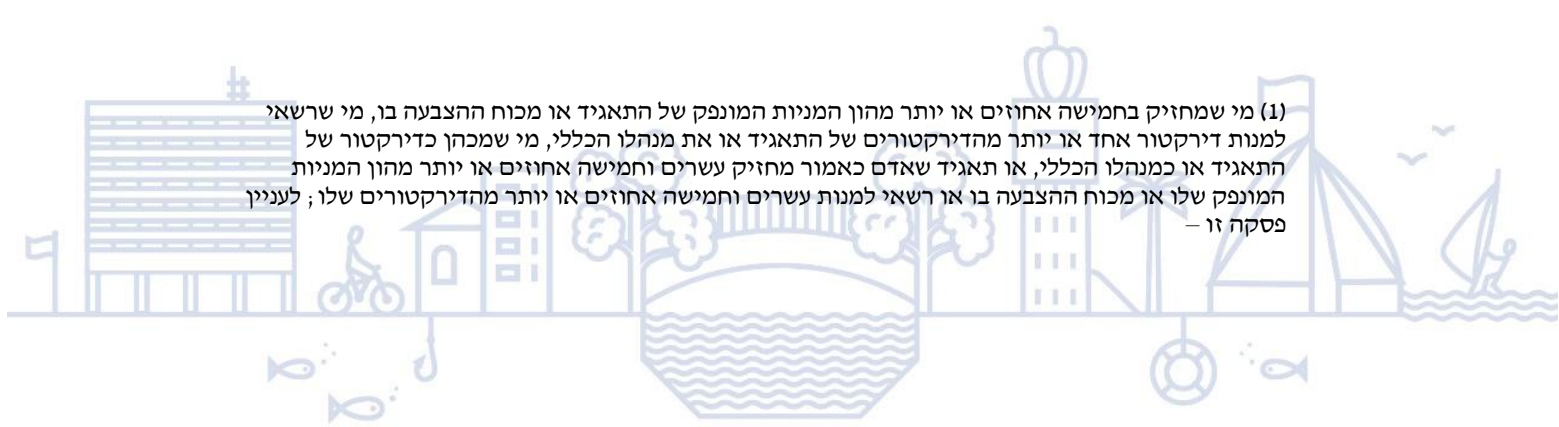 (1) מי שמחזיק בחמישה אחוזים או יותר מהון המניות המונפק של התאגיד או מכוח ההצבעה בו, מי שרשאי
למנות דירקטור אחד או יותר מהדירקטורים של התאגיד או את מנהלו הכללי, מי שמכהן כדירקטור של
התאגיד או כמנהלו הכללי, או תאגיד שאדם כאמור מחזיק עשרים וחמישה אחוזים או יותר מהון המניות
המונפק שלו או מכוח ההצבעה בו או רשאי למנות עשרים וחמישה אחוזים או יותר מהדירקטורים שלו ; לעניין
פסקה זו –